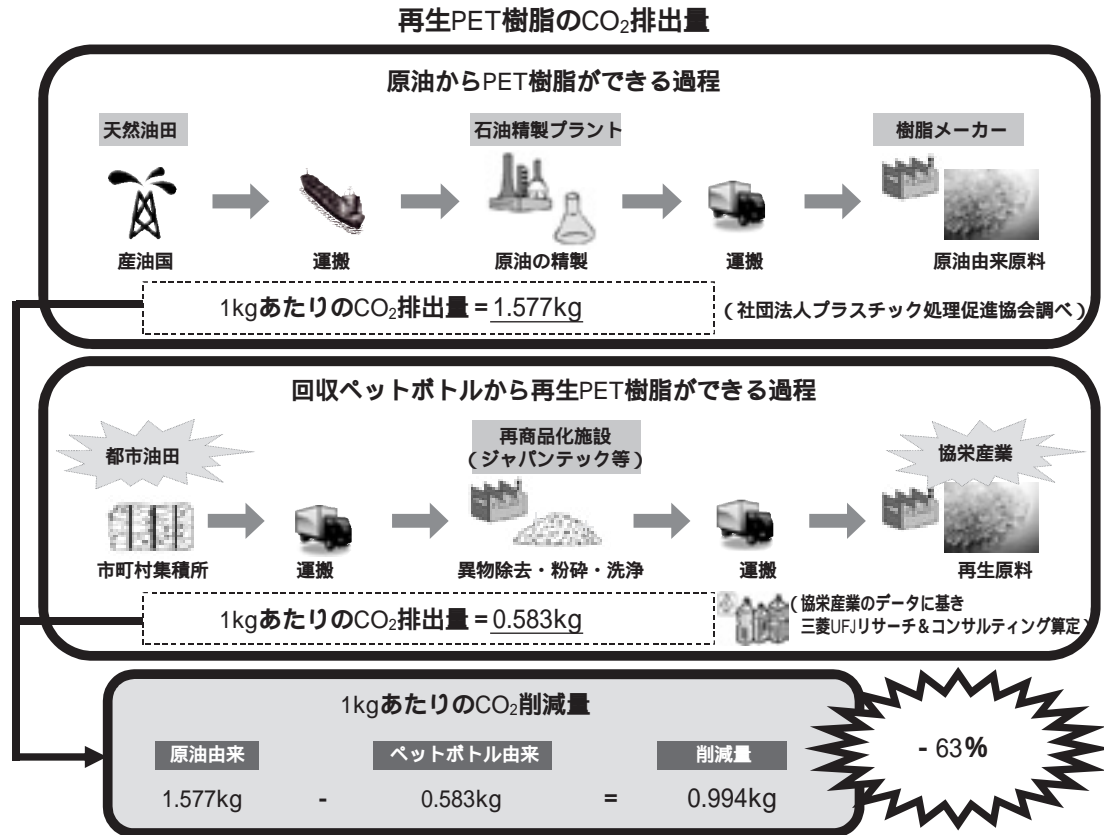 再生PET樹脂のCO₂排出量
原油からPET樹脂ができる過程
天然油田
石油精製プラント
樹脂メーカー
産油国
運搬
原油の精製
運搬
原油由来原料
1kgあたりのCO₂排出量＝1.577kg
（社団法人プラスチック処理促進協会調べ）
回収ペットボトルから再生PET樹脂ができる過程
都市油田
再商品化施設
（ジャパンテック等）
協栄産業
市町村集積所
運搬
異物除去・粉砕・洗浄
運搬
再生原料
1kgあたりのCO₂排出量＝0.583kg
（協栄産業のデータに基き
三菱UFJリサーチ＆コンサルティング算定）
1kgあたりのCO₂削減量
原油由来
ペットボトル由来
削減量
1.577kg - 0.583kg = 0.994kg
- 63%